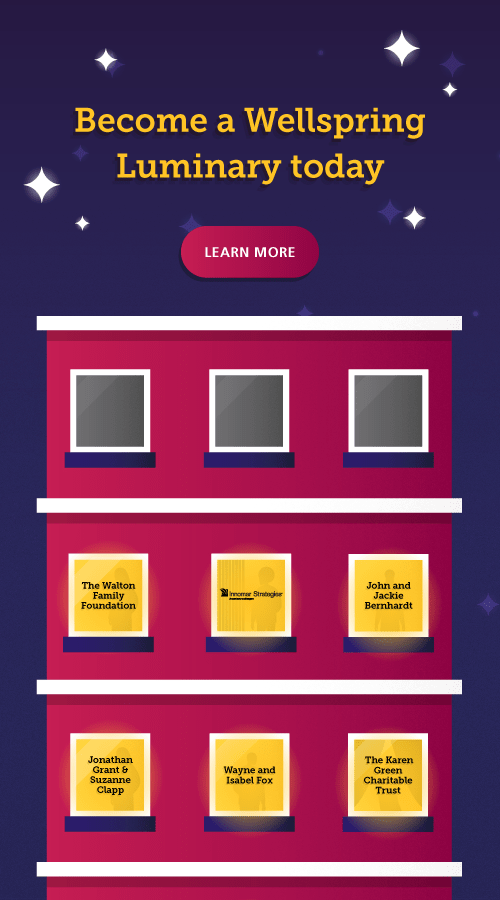 Become a Wellspring
Luminary today
LEARN MORE
The Walton
Family
Foundation
Innomar Strategies
John and
Jackie
Bernhardt
Jonathan
Grant &
Suzanne
Clapp
Wayne and
Isabel Fox
The Karen
Green
Charitable
Trust